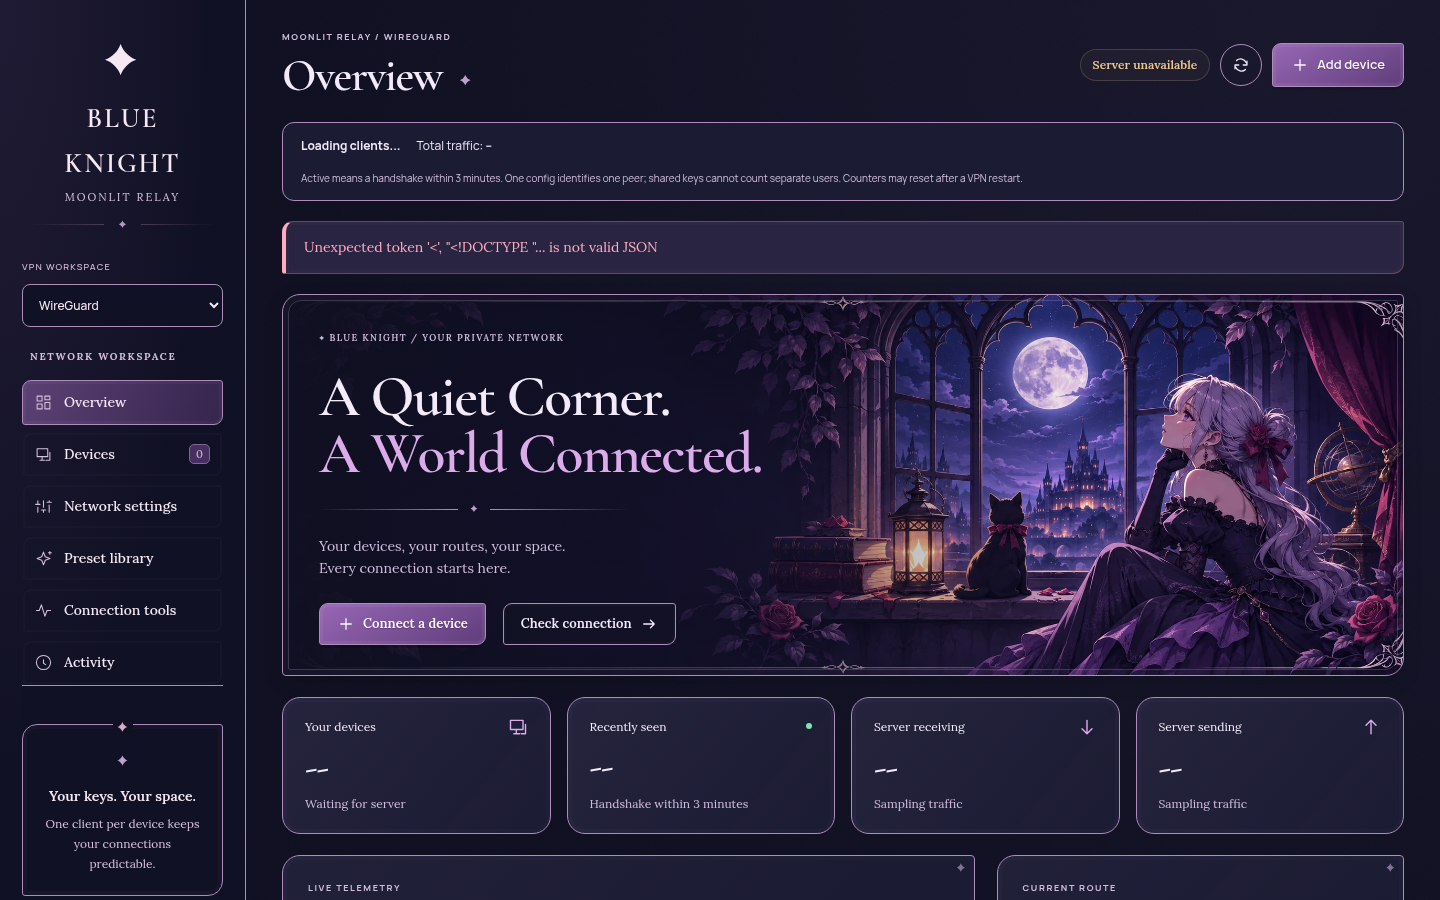 BLUE
KNIGHT
MOONLIT RELAY
VPN WORKSPACE
WireGuard
NETWORK WORKSPACE
Overview
Devices 0
Network settings
Preset library
Connection tools
Activity
Your keys. Your space.
One client per device keeps
your connections
predictable.
MOONLIT RELAY / WIREGUARD
Overview
Server unavailable
Add device
Loading clients... Total traffic: –
Active means a handshake within 3 minutes. One config identifies one peer; shared keys cannot count separate users. Counters may reset after a VPN restart.
Unexpected token '<', "<!DOCTYPE "... is not valid JSON
BLUE KNIGHT / YOUR PRIVATE NETWORK
A Quiet Corner.
A World Connected.
Your devices, your routes, your space.
Every connection starts here.
Connect a device
Check connection →
Your devices
——
Waiting for server
Recently seen
——
Handshake within 3 minutes
Server receiving
——
Sampling traffic
Server sending
——
Sampling traffic
LIVE TELEMETRY
CURRENT ROUTE